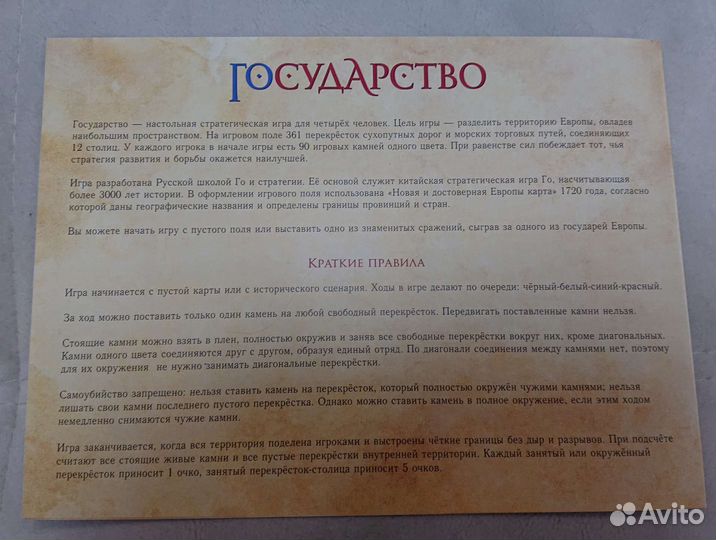 ГОСУДАРСТВО
Государство — настольная стратегическая игра для четырёх человек. Цель игры — разделить территорию Европы, овладев
наибольшим пространством. На игровом поле 361 перекрёсток сухопутных дорог и морских торговых путей, соединяющих
12 столиц. У каждого игрока в начале игры есть 90 игровых камней одного цвета. При равенстве сил побеждает тот, чья
стратегия развития и борьбы окажется наилучшей.
Игра разработана Русской школой Го и стратегии. Её основой служит китайская стратегическая игра Го, насчитывающая
более 3000 лет истории. В оформлении игрового поля использована «Новая и достоверная Европы карта» 1720 года, согласно
которой даны географические названия и определены границы провинций и стран.
Вы можете начать игру с пустого поля или выставить одно из знаменитых сражений, сыграв за одного из государей Европы.
Краткие правила
Игра начинается с пустой карты или с исторического сценария. Ходы в игре делают по очереди: чёрный-белый-синий-красный.
За ход можно поставить только один камень на любой свободный перекрёсток. Передвигать поставленные камни нельзя.
Стоящие камни можно взять в плен, полностью окружив и заняв все свободные перекрёстки вокруг них, кроме диагональных.
Камни одного цвета соединяются друг с другом, образуя единый отряд. По диагонали соединения между камнями нет, поэтому
для их окружения не нужно занимать диагональные перекрёстки.
Самоубийство запрещено: нельзя ставить камень на перекрёсток, который полностью окружён чужими камнями; нельзя
лишать свои камни последнего пустого перекрёстка. Однако можно ставить камень в полное окружение, если этим ходом
немедленно снимаются чужие камни.
Игра заканчивается, когда вся территория поделена игроками и выстроены чёткие границы без дыр и разрывов. При подсчёте
считают все стоящие живые камни и все пустые перекрёстки внутренней территории. Каждый занятый или окружённый
перекрёсток приносит 1 очко, занятый перекрёсток-столица приносит 5 очков.
Avito